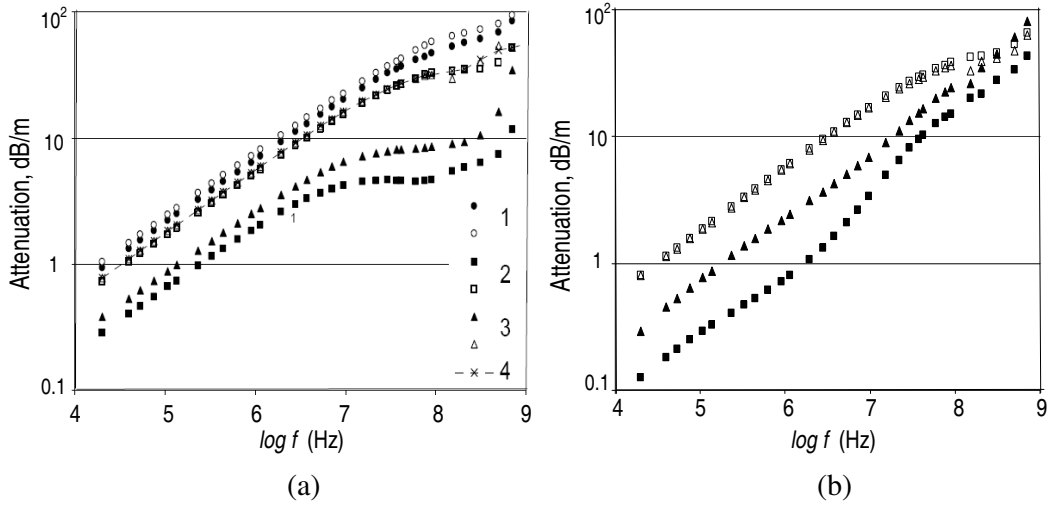 10²
10
1
0.1
Attenuation, dB/m
4 5 6 7 8 9
log f (Hz)
1
1
2
3
4
(a)
10²
10
1
0.1
Attenuation, dB/m
4 5 6 7 8 9
log f (Hz)
(b)